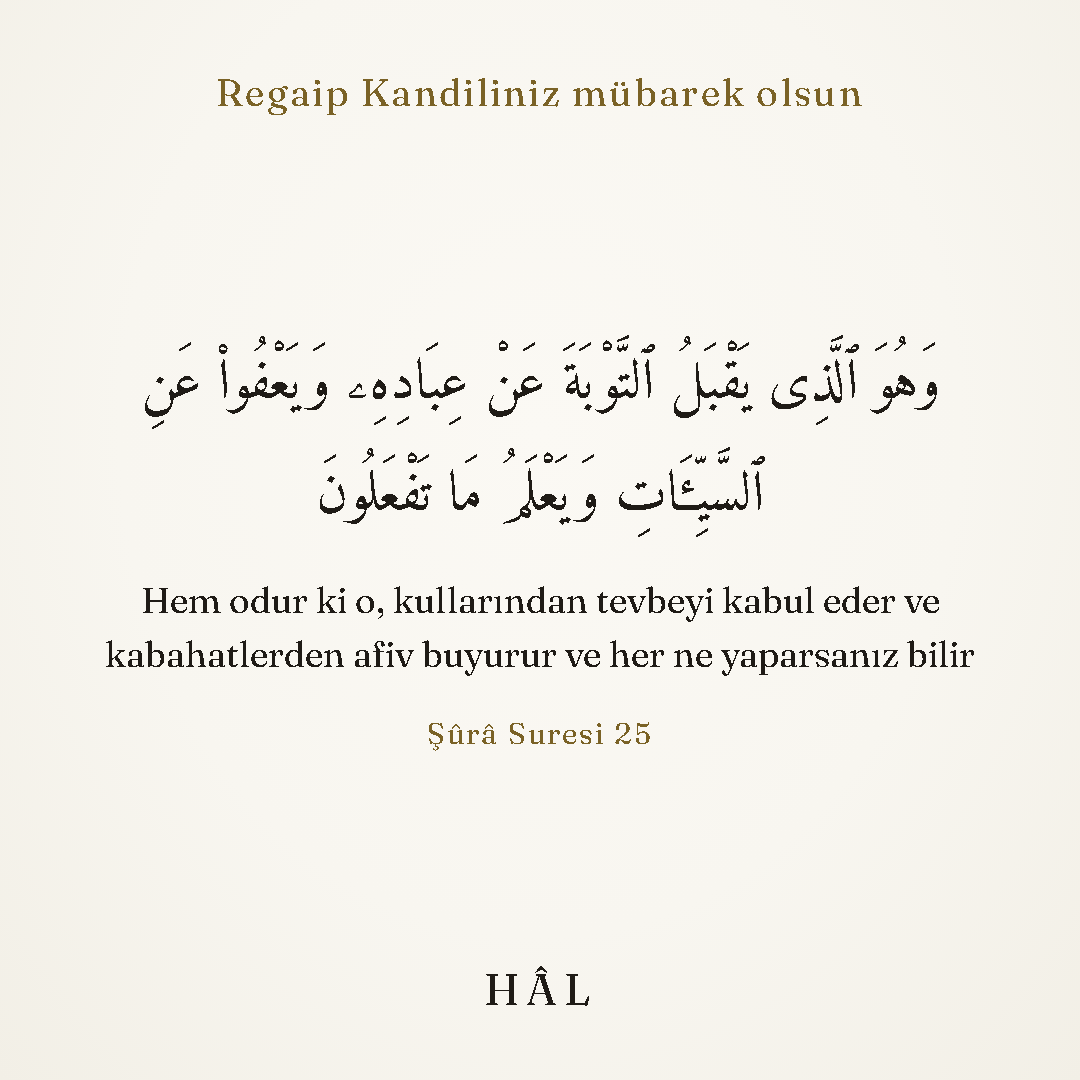 Regaip Kandiliniz mübarek olsun
وَهُوَ ٱلَّذِى يَقْبَلُ ٱلتَّوْبَةَ عَنْ عِبَادِهِۦ وَيَعْفُوا۟ عَنِ
ٱلسَّيِّـَٔاتِ وَيَعْلَمُ مَا تَفْعَلُونَ
Hem odur ki o, kullarından tevbeyi kabul eder ve
kabahatlerden afiv buyurur ve her ne yaparsanız bilir
Şûrâ Suresi 25
HÂL